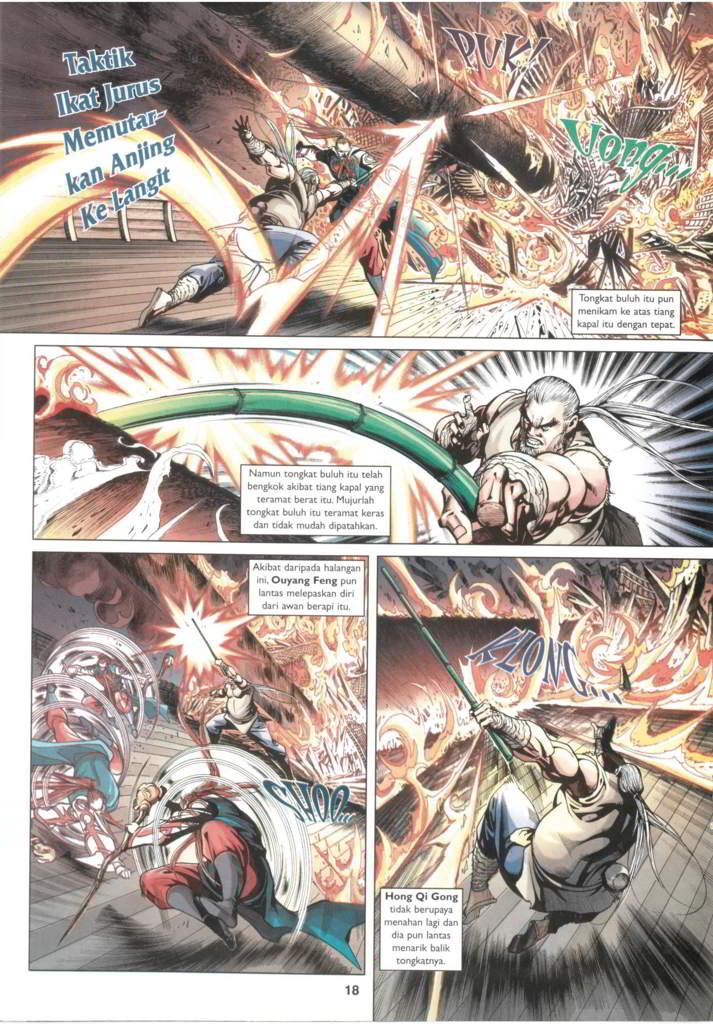 Taktik
Ikat Jurus
Memutar-
kan Anjing
Ke Langit
PUK!
Uong...
Tongkat buluh itu pun
menikam ke atas tiang
kapal itu dengan tepat.
Namun tongkat buluh itu telah
bengkok akibat tiang kapal yang
teramat berat itu. Mujurlah
tongkat buluh itu teramat keras
dan tidak mudah dipatahkan.
Akibat daripada halangan
ini, Ouyang Feng pun
lantas melepaskan diri
dari awan berapi itu.
SHOO...
KLONG...
Hong Qi Gong
tidak berupaya
menahan lagi dan
dia pun lantas
menarik balik
tongkatnya.
18